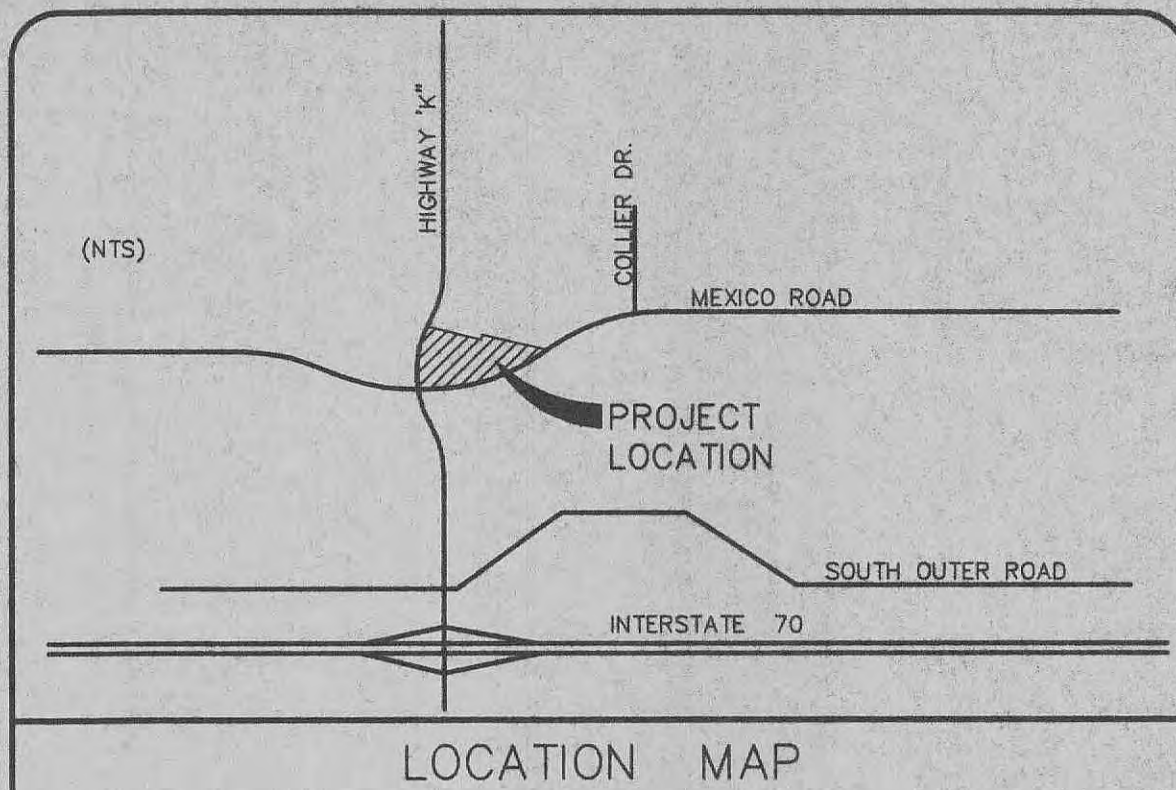 HIGHWAY 'K"
COLLIER DR.
(NTS)
MEXICO ROAD
PROJECT
LOCATION
SOUTH OUTER ROAD
INTERSTATE 70
LOCATION MAP